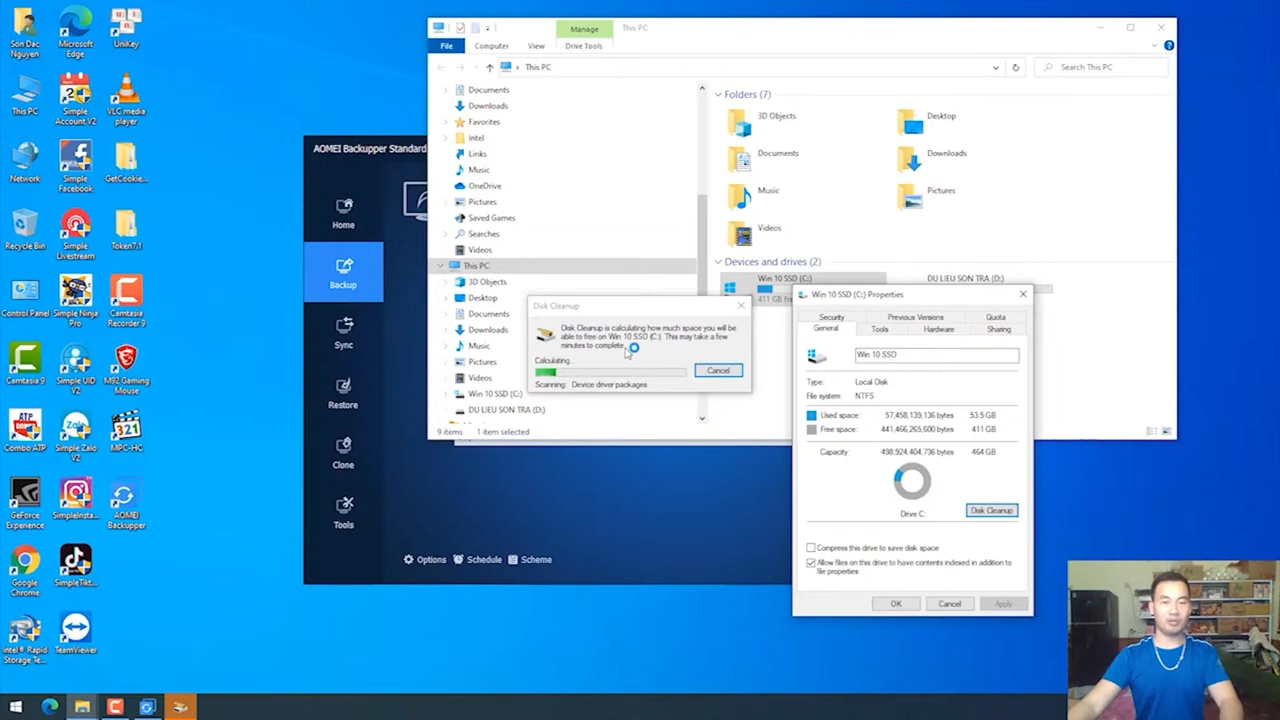 Son Dac
Nguyen
Microsoft
Edge
UniKey
This PC
Simple
Account V2
VLC media
player
Network
Simple
Facebook
GetCookie...
Recycle Bin
Simple
Livestream
Token7.1
Control Panel
Simple Ninja
Pro
Camtasia
Recorder 9
Camtasia 9
Simple UID
V2
M92 Gaming
Mouse
Combo ATP
Simple Zalo
V2
MPC-HC
GeForce
Experience
SimpleInsta...
AOMEI
Backupper
Google
Chrome
SimpleTikt...
Intel® Rapid
Storage Te...
TeamViewer
AOMEI Backupper Standard
Home
Backup
Sync
Restore
Clone
Tools
Options
Schedule
Scheme
Manage
This PC
File
Computer
View
Drive Tools
This PC
Search This PC
Documents
Downloads
Favorites
Intel
Links
Music
OneDrive
Pictures
Saved Games
Searches
Videos
This PC
3D Objects
Desktop
Documents
Downloads
Music
Pictures
Videos
Win 10 SSD (C:)
DU LIEU SON TRA (D:)
9 items
1 item selected
Folders (7)
3D Objects
Desktop
Documents
Downloads
Music
Pictures
Videos
Devices and drives (2)
Win 10 SSD (C:)
411 GB fre
DU LIEU SON TRA (D:)
Disk Cleanup
Disk Cleanup is calculating how much space you will be
able to free on Win 10 SSD (C:). This may take a few
minutes to complete.
Calculating...
Cancel
Scanning: Device driver packages
Win 10 SSD (C:) Properties
Security
Previous Versions
Quota
General
Tools
Hardware
Sharing
Win 10 SSD
Type: Local Disk
File system: NTFS
Used space: 57,458,139,136 bytes 53.5 GB
Free space: 441,466,265,600 bytes 411 GB
Capacity: 498,924,404,736 bytes 464 GB
Drive C:
Disk Cleanup
Compress this drive to save disk space
Allow files on this drive to have contents indexed in addition to
file properties
OK
Cancel
Apply